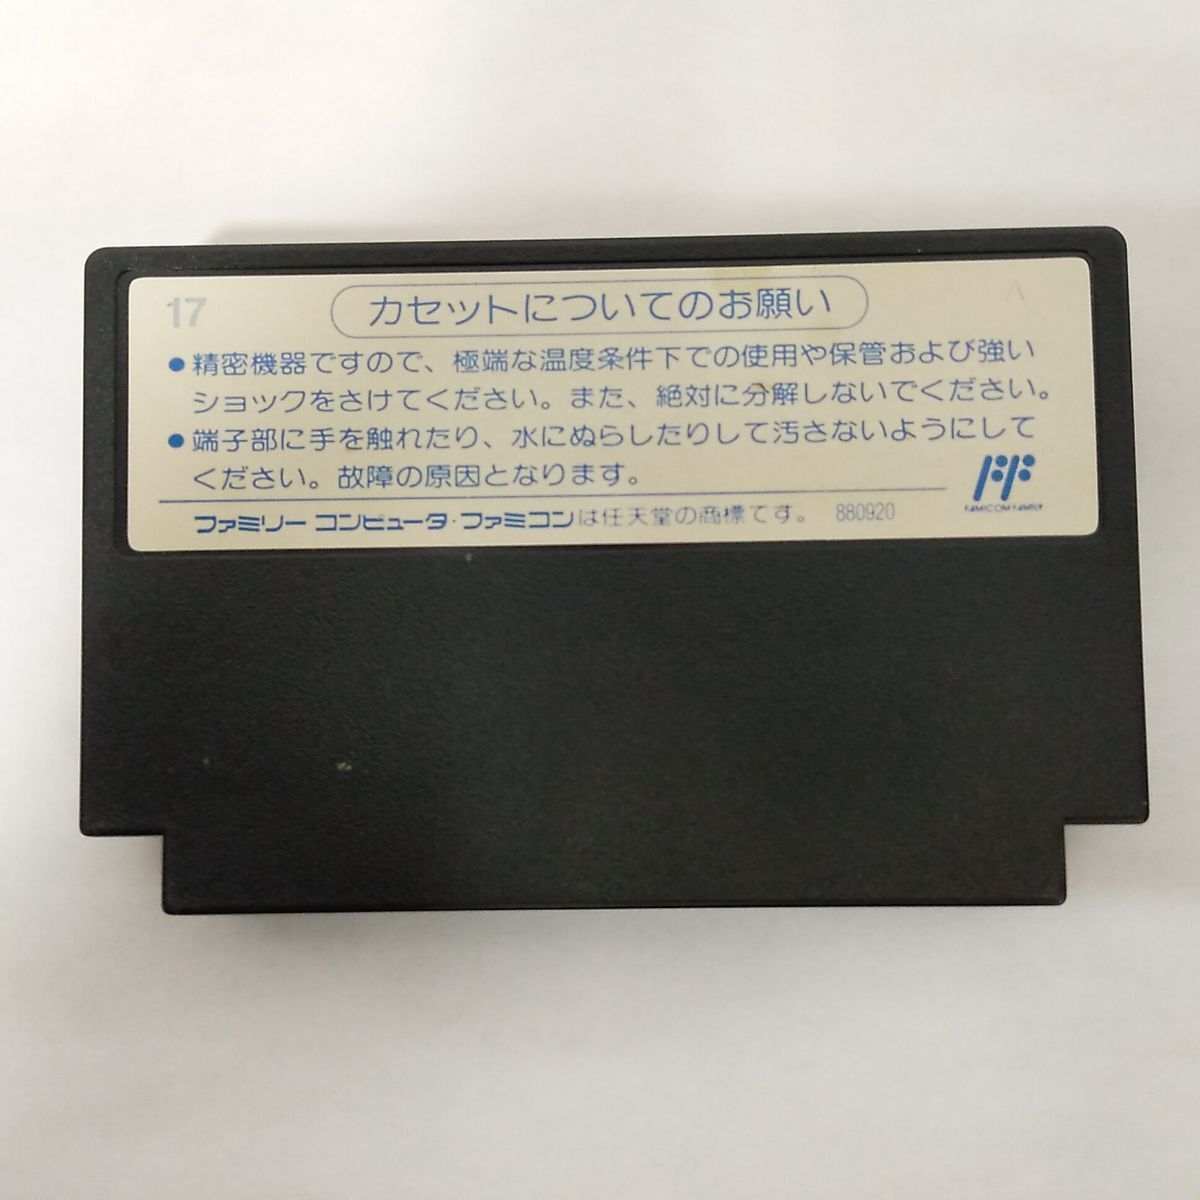 17
カセットについてのお願い
●精密機器ですので、極端な温度条件下での使用や保管および強い
ショックをさけてください。また、絶対に分解しないでください。
●端子部に手を触れたり、水にぬらしたりして汚さないようにして
ください。故障の原因となります。
FF
FAMICOM FAMILY
ファミリーコンピュータ・ファミコンは任天堂の商標です。 880920